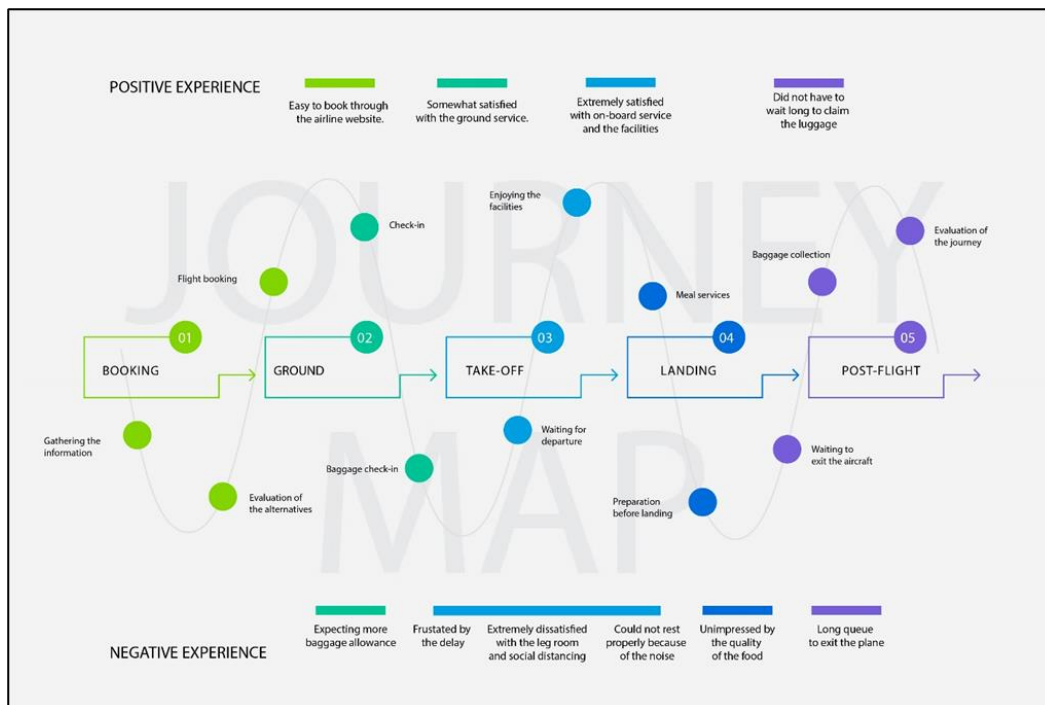 POSITIVE EXPERIENCE
Easy to book through
the airline website.
Somewhat satisfied
with the ground service.
Extremely satisfied
with on-board service
and the facilities
Did not have to
wait long to claim
the luggage
JOURNEY
MAP
Enjoying the
facilities
Check-in
Evaluation of
the journey
Flight booking
Baggage collection
Meal services
01
BOOKING
02
GROUND
03
TAKE-OFF
04
LANDING
05
POST-FLIGHT
Gathering the
information
Waiting for
departure
Waiting to
exit the aircraft
Baggage check-in
Evaluation of
the alternatives
Preparation
before landing
NEGATIVE EXPERIENCE
Expecting more
baggage allowance
Frustated by
the delay
Extremely dissatisfied
with the leg room
and social distancing
Could not rest
properly because
of the noise
Unimpressed by
the quality
of the food
Long queue
to exit the plane